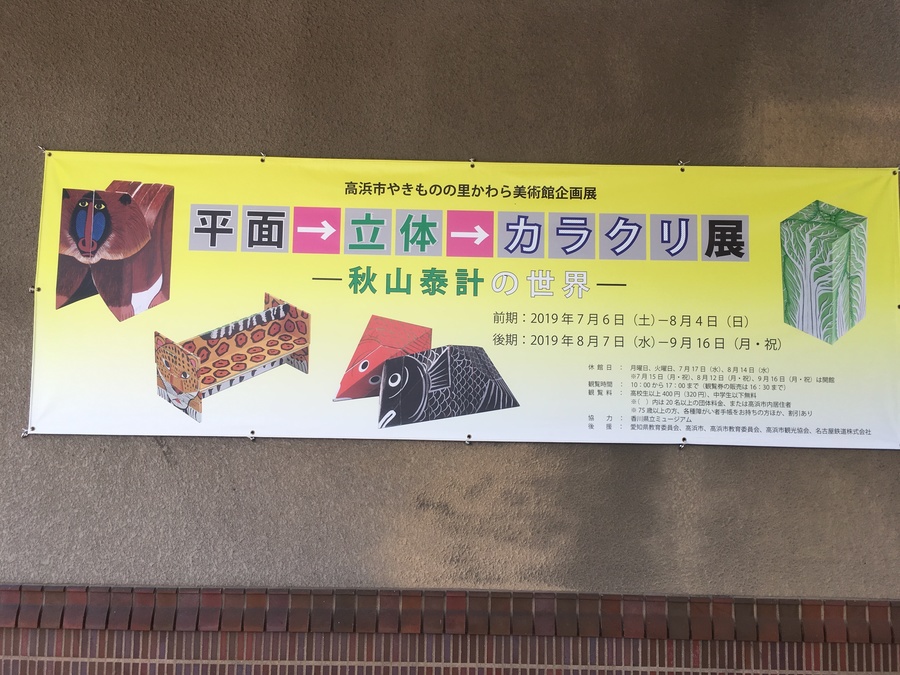 高浜市やきものの里かわら美術館企画展
平面→立体→カラクリ展
―秋山泰計の世界―
前期：2019年7月6日（土）－8月4日（日）
後期：2019年8月7日（水）－9月16日（月・祝）
休館日：月曜日、火曜日、7月17日（水）、8月14日（水）
※7月15日（月・祝）、8月12日（月・祝）、9月16日（月・祝）は開館
観覧時間：10：00から17：00まで（観覧券の販売は16：30まで）
観覧料：高校生以上400円（320円）、中学生以下無料
※（ ）内は20名以上の団体料金、または高浜市内居住者
※75歳以上の方、各種障がい者手帳をお持ちの方ほか、割引あり
協力：香川県立ミュージアム
後援：愛知県教育委員会、高浜市、高浜市教育委員会、高浜市観光協会、名古屋鉄道株式会社